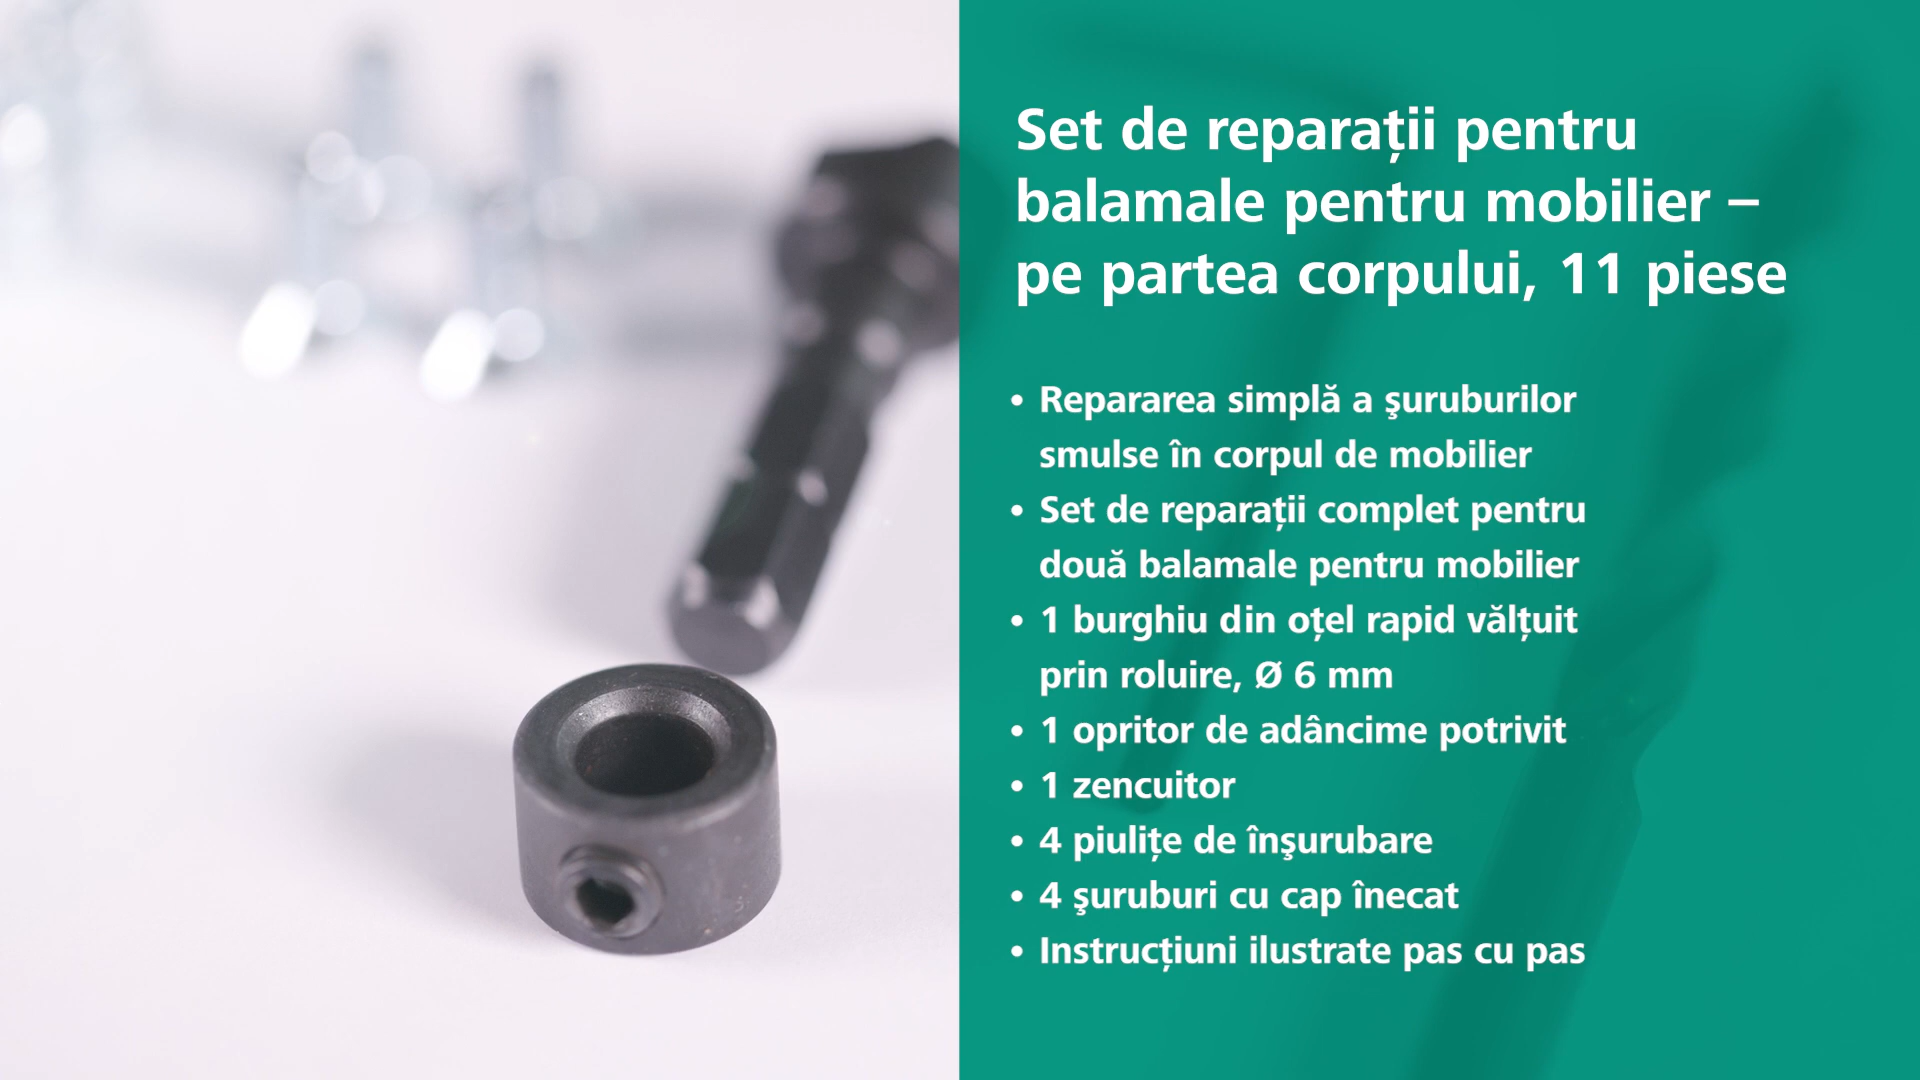 Set de reparații pentru
balamale pentru mobilier –
pe partea corpului, 11 piese
• Repararea simplă a şuruburilor
smulse în corpul de mobilier
• Set de reparații complet pentru
două balamale pentru mobilier
• 1 burghiu din oțel rapid vălțuit
prin roluire, Ø 6 mm
• 1 opritor de adâncime potrivit
• 1 zencuitor
• 4 piulițe de înşurubare
• 4 şuruburi cu cap înecat
• Instrucțiuni ilustrate pas cu pas